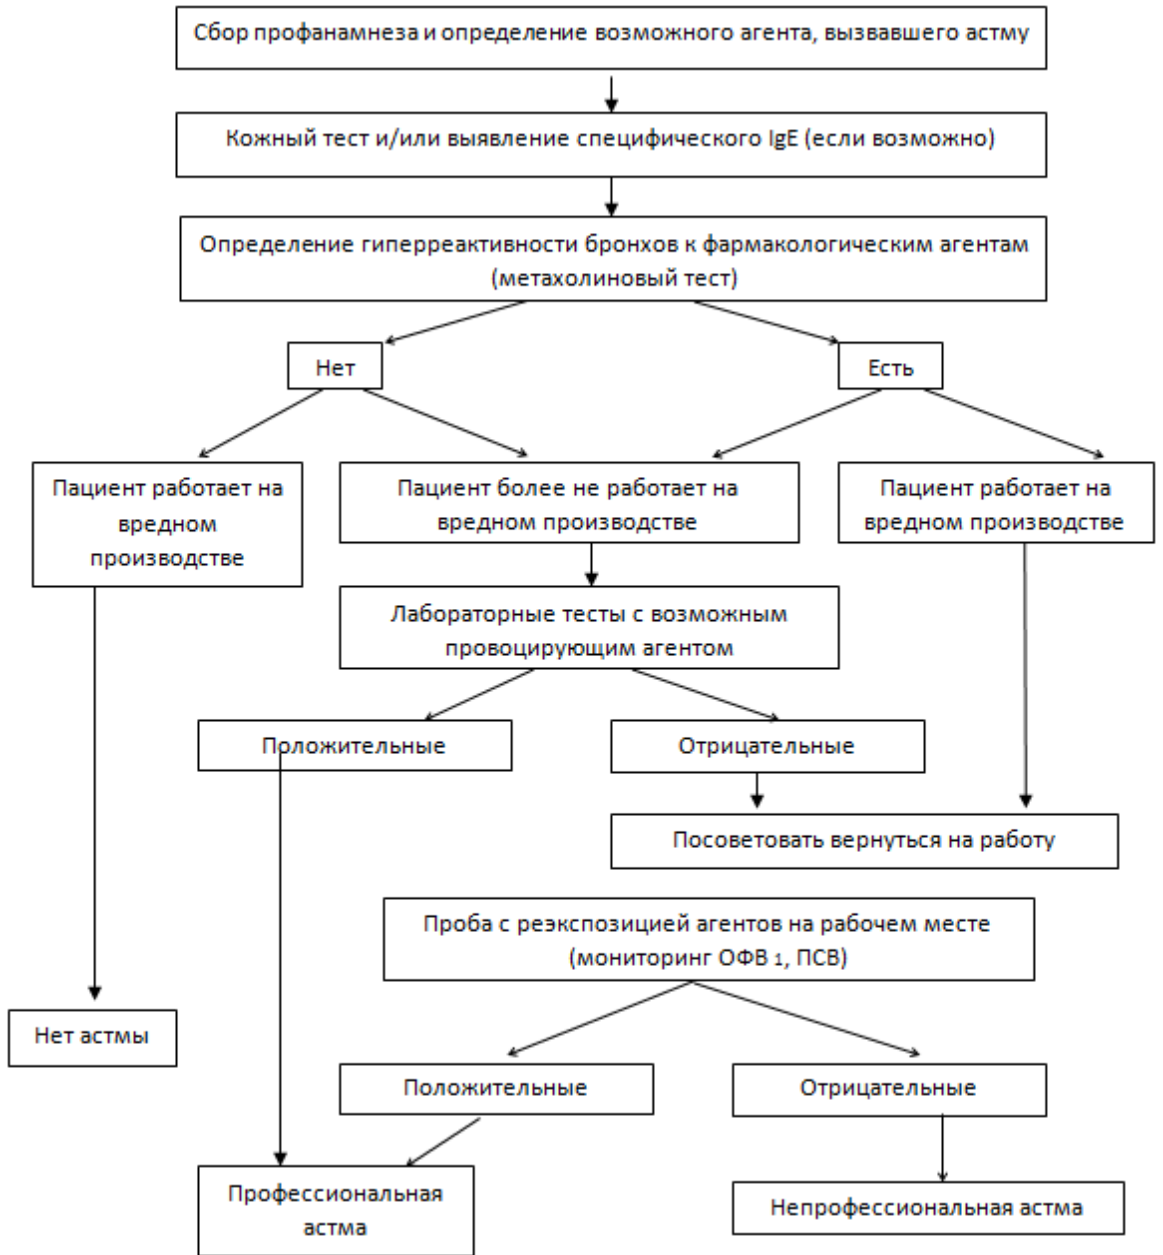 Сбор профанамнеза и определение возможного агента, вызвавшего астму
Кожный тест и/или выявление специфического IgE (если возможно)
Определение гиперреактивности бронхов к фармакологическим агентам
(метахолиновый тест)
Нет
Есть
Пациент работает на
вредном
производстве
Пациент более не работает на
вредном производстве
Пациент работает на
вредном производстве
Лабораторные тесты с возможным
провоцирующим агентом
Положительные
Отрицательные
Посоветовать вернуться на работу
Проба с реэкспозицией агентов на рабочем месте
(мониторинг ОФВ 1, ПСВ)
Нет астмы
Положительные
Отрицательные
Профессиональная
астма
Непрофессиональная астма